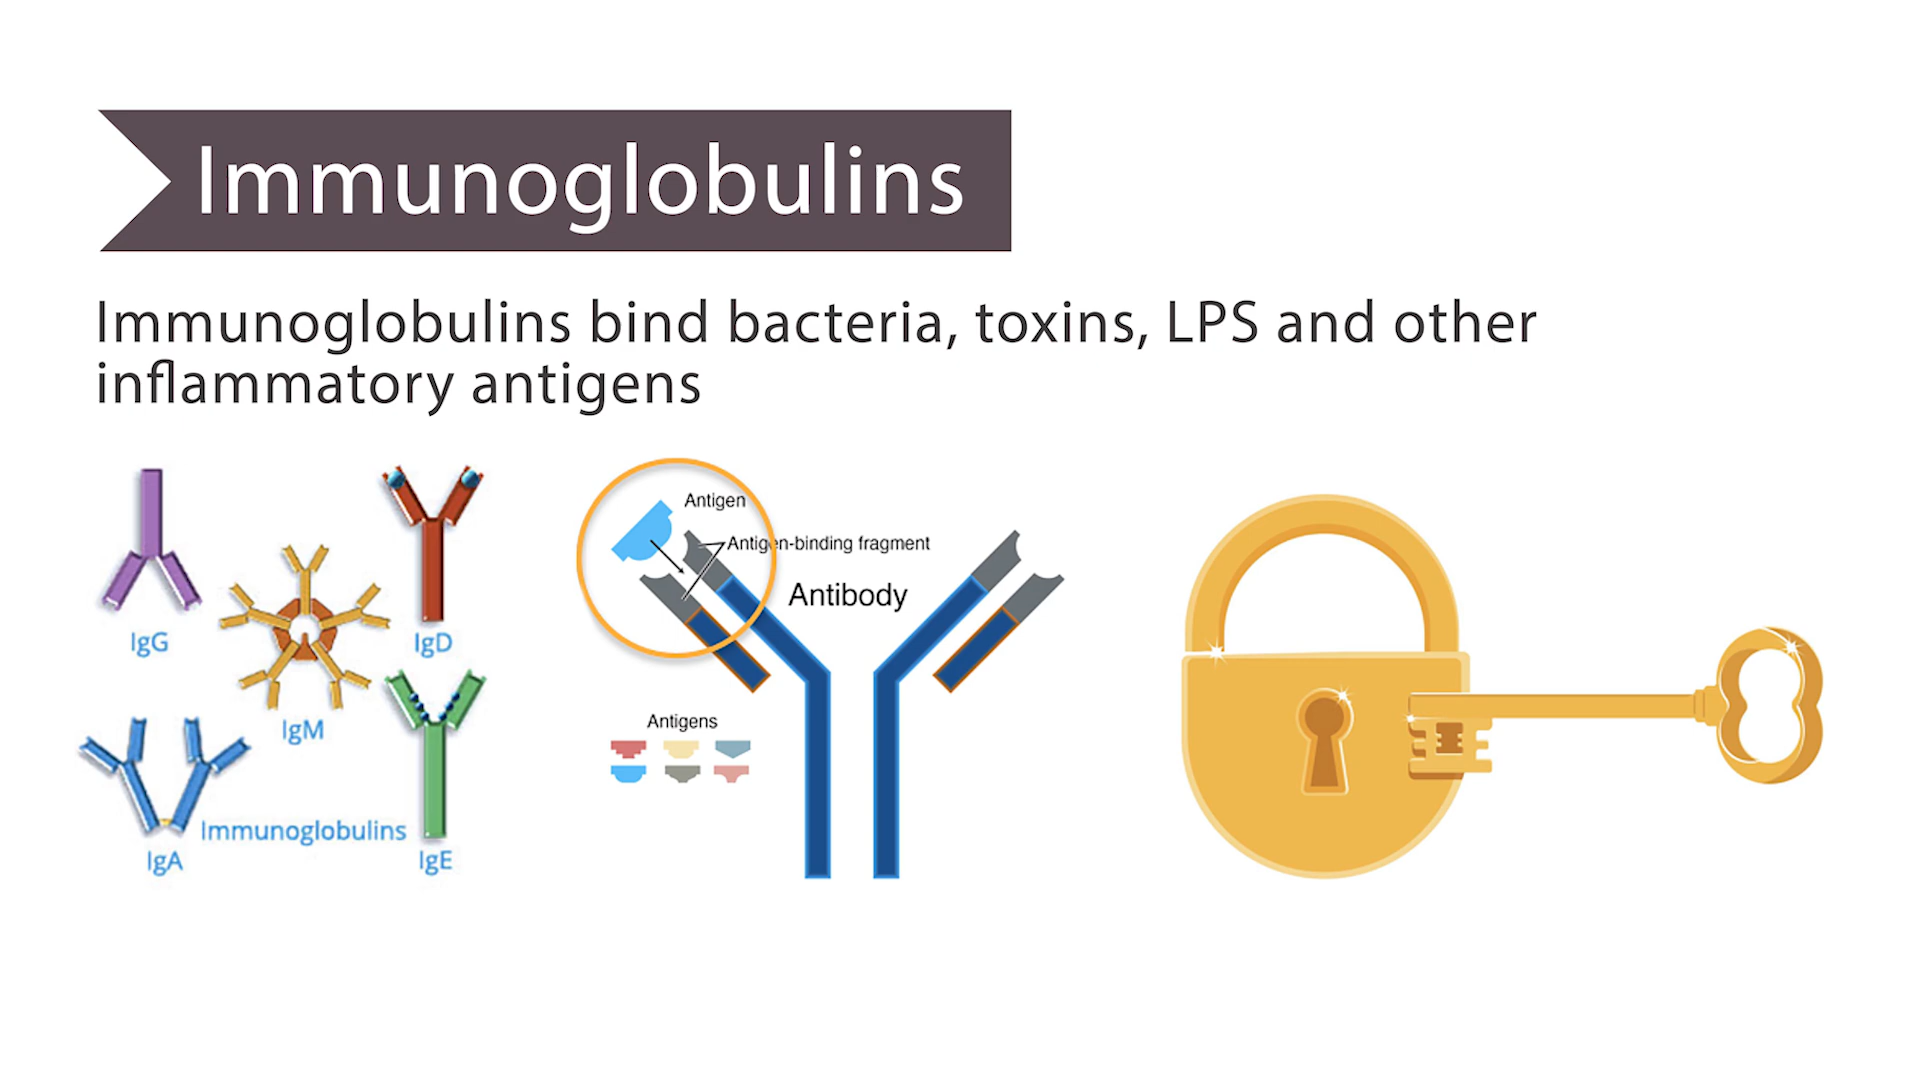 Immunoglobulins
Immunoglobulins bind bacteria, toxins, LPS and other
inflammatory antigens
IgG
IgD
IgM
Immunoglobulins
IgA
IgE
Antigen
Antigen-binding fragment
Antibody
Antigens